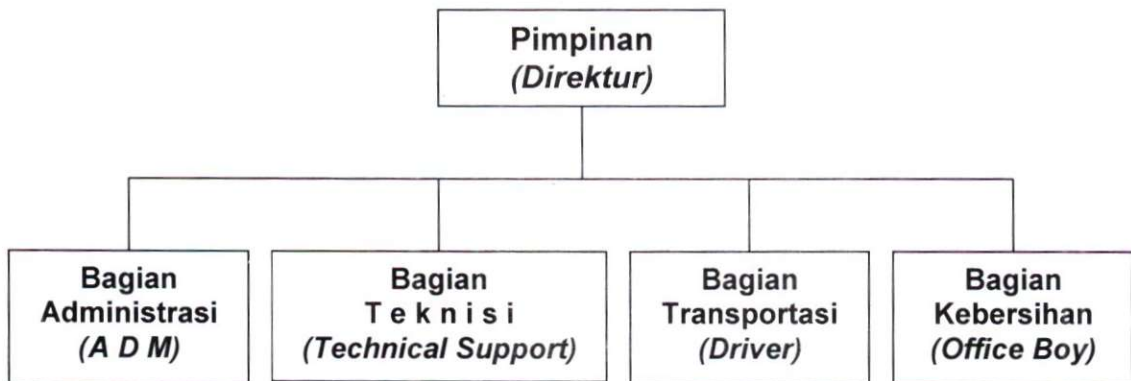 Pimpinan
(Direktur)
Bagian
Administrasi
(A D M)
Bagian
T e k n i s i
(Technical Support)
Bagian
Transportasi
(Driver)
Bagian
Kebersihan
(Office Boy)